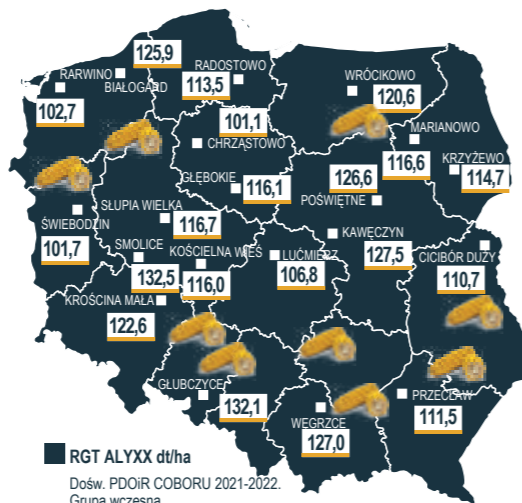 125,9
RARWINO
BIAŁOGARD
102,7
RADOSTOWO
113,5
WRÓCIKOWO
120,6
101,1
CHRZĄSTOWO
MARIANOWO
116,6
KRZYŻEWO
114,7
GŁĘBOKIE
116,1
126,6
POŚWIĘTNE
ŚWIEBODZIN
101,7
SŁUPIA WIELKA
116,7
KAWĘCZYN
127,5
SMOLICE
132,5
KOŚCIELNA WIEŚ
116,0
LUĆMIERZ
106,8
CICIBÓR DUŻY
110,7
KROŚCINA MAŁA
122,6
GŁUBCZYCE
132,1
WĘGRZCE
127,0
PRZECŁAW
111,5
RGT ALYXX dt/ha
Dośw. PDOiR COBORU 2021-2022.
Grupa wczesna